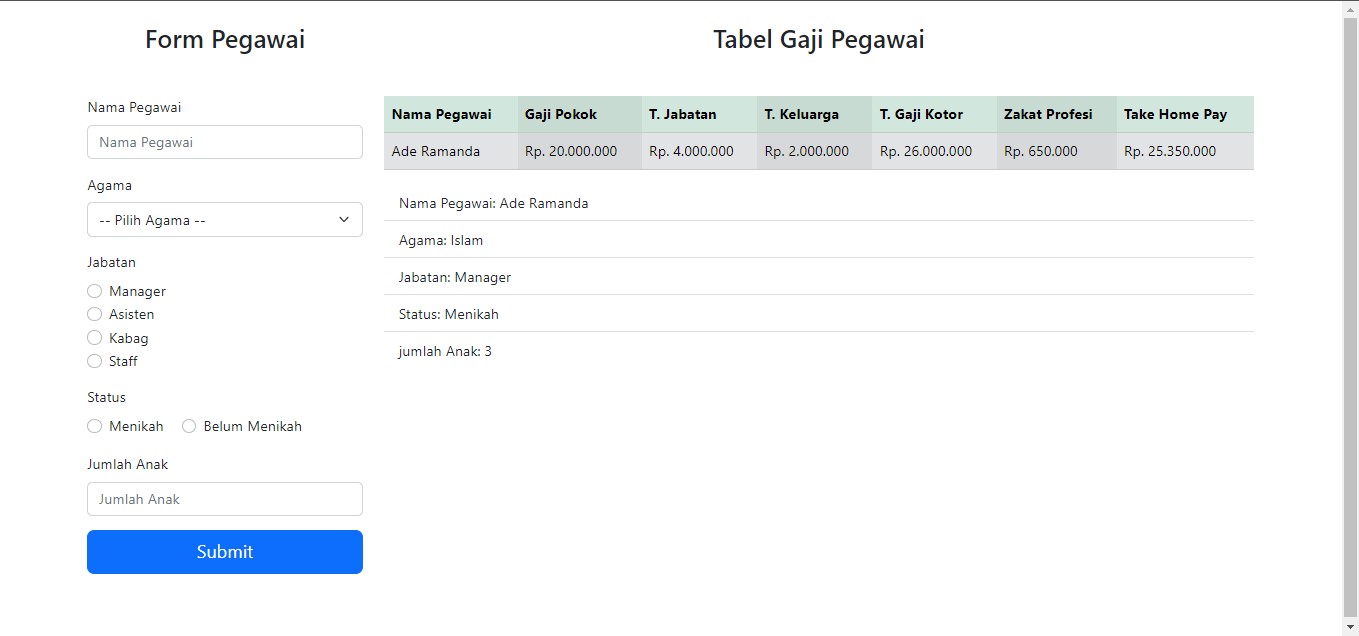 Form Pegawai
Nama Pegawai
Nama Pegawai
Agama
-- Pilih Agama --
Jabatan
Manager
Asisten
Kabag
Staff
Status
Menikah Belum Menikah
Jumlah Anak
Jumlah Anak
Submit
Tabel Gaji Pegawai
Nama Pegawai Gaji Pokok T. Jabatan T. Keluarga T. Gaji Kotor Zakat Profesi Take Home Pay
Ade Ramanda Rp. 20.000.000 Rp. 4.000.000 Rp. 2.000.000 Rp. 26.000.000 Rp. 650.000 Rp. 25.350.000
Nama Pegawai: Ade Ramanda
Agama: Islam
Jabatan: Manager
Status: Menikah
jumlah Anak: 3